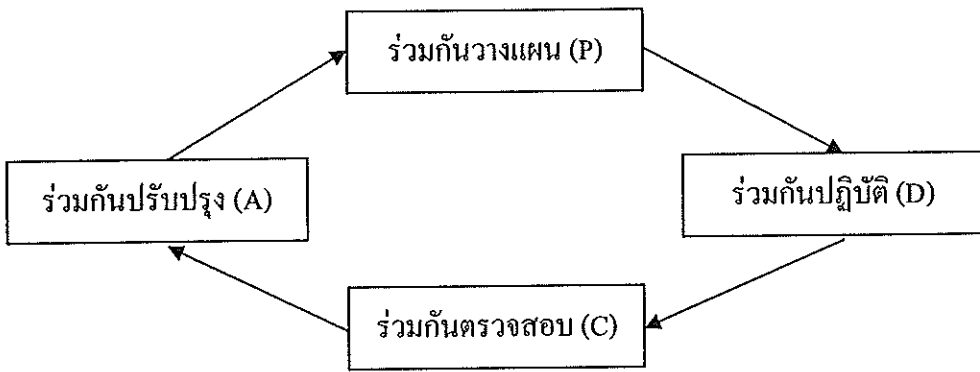 ร่วมกันวางแผน (P)
ร่วมกันปรับปรุง (A)
ร่วมกันปฏิบัติ (D)
ร่วมกันตรวจสอบ (C)